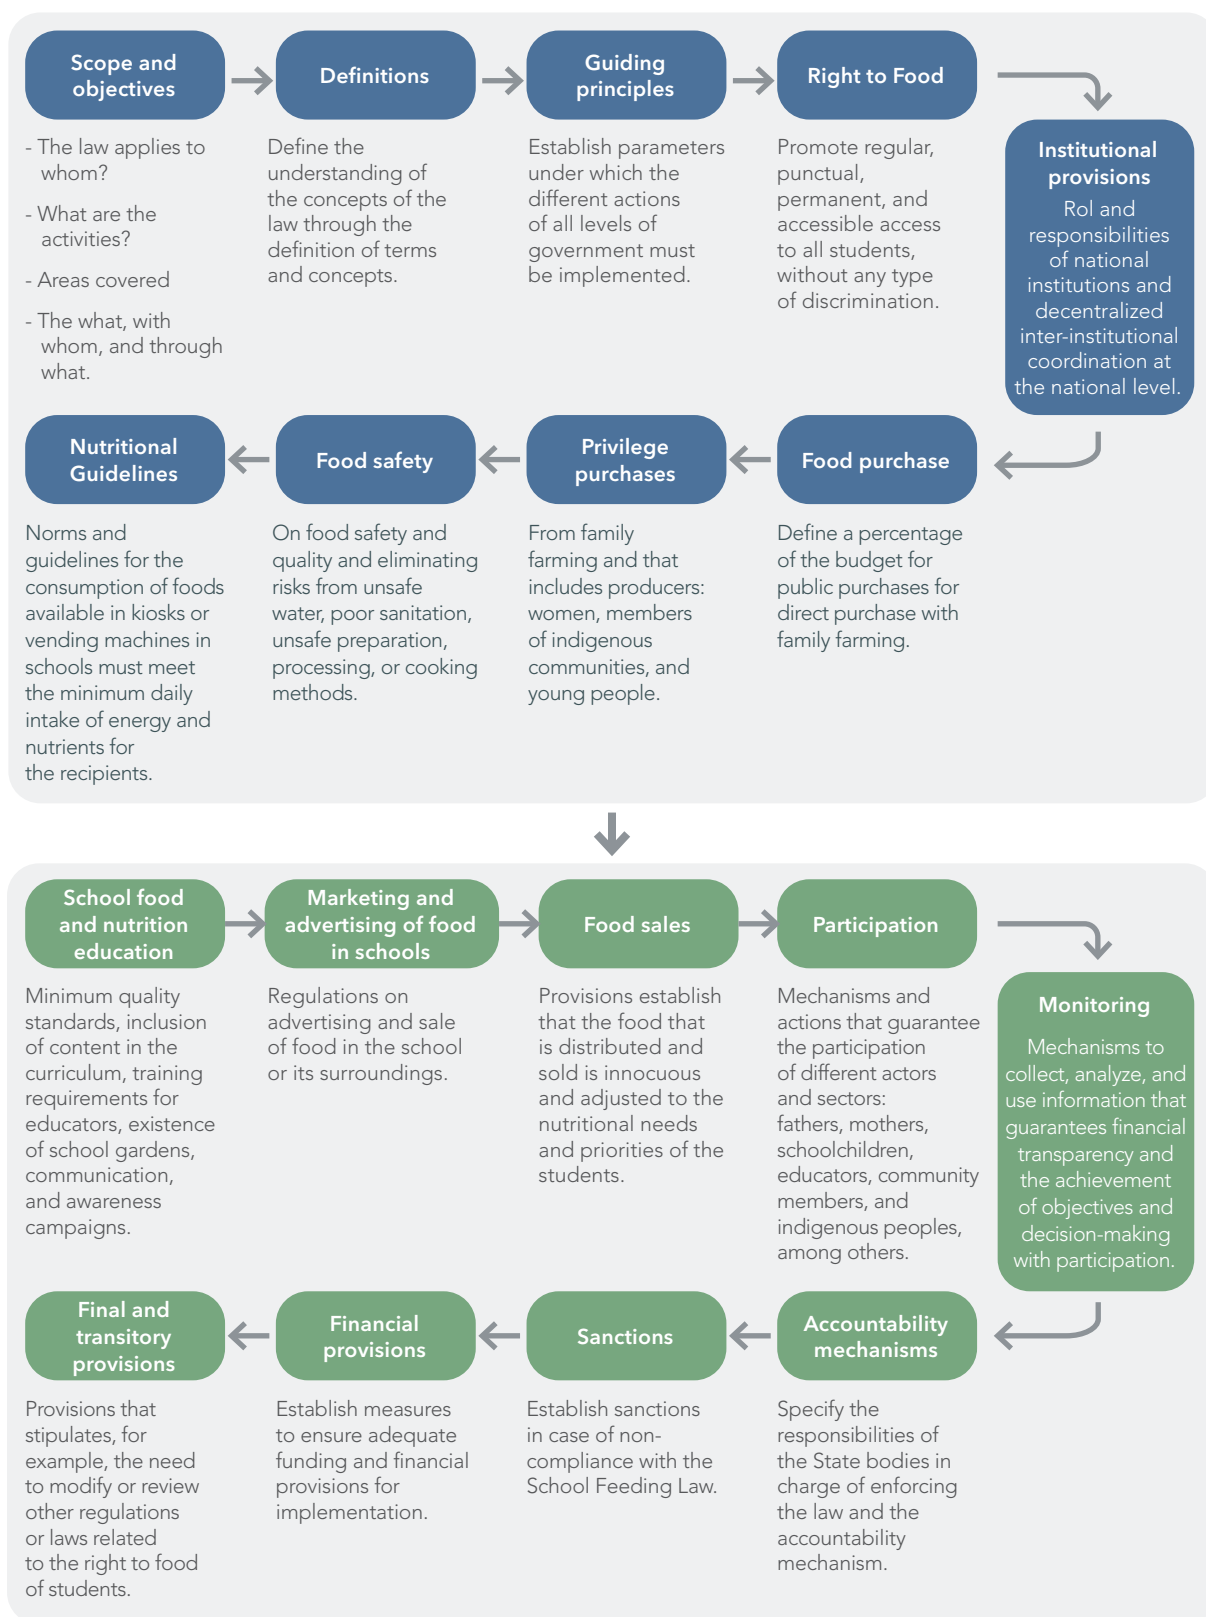 Scope and
objectives
- The law applies to
whom?
- What are the
activities?
- Areas covered
- The what, with
whom, and through
what.
Definitions
Define the
understanding of
the concepts of the
law through the
definition of terms
and concepts.
Guiding
principles
Establish parameters
under which the
different actions
of all levels of
government must
be implemented.
Right to Food
Promote regular,
punctual,
permanent, and
accessible access
to all students,
without any type
of discrimination.
Institutional
provisions
Rol and
responsibilities
of national
institutions and
decentralized
inter-institutional
coordination at
the national level.
Food purchase
Define a percentage
of the budget for
public purchases for
direct purchase with
family farming.
Privilege
purchases
From family
farming and that
includes producers:
women, members
of indigenous
communities, and
young people.
Food safety
On food safety and
quality and eliminating
risks from unsafe
water, poor sanitation,
unsafe preparation,
processing, or cooking
methods.
Nutritional
Guidelines
Norms and
guidelines for the
consumption of foods
available in kiosks or
vending machines in
schools must meet
the minimum daily
intake of energy and
nutrients for
the recipients.
School food
and nutrition
education
Minimum quality
standards, inclusion
of content in the
curriculum, training
requirements for
educators, existence
of school gardens,
communication,
and awareness
campaigns.
Marketing and
advertising of food
in schools
Regulations on
advertising and sale
of food in the school
or its surroundings.
Food sales
Provisions establish
that the food that
is distributed and
sold is innocuous
and adjusted to the
nutritional needs
and priorities of the
students.
Participation
Mechanisms and
actions that guarantee
the participation
of different actors
and sectors:
fathers, mothers,
schoolchildren,
educators, community
members, and
indigenous peoples,
among others.
Monitoring
Mechanisms to
collect, analyze, and
use information that
guarantees financial
transparency and
the achievement
of objectives and
decision-making
with participation.
Accountability
mechanisms
Specify the
responsibilities of
the State bodies in
charge of enforcing
the law and the
accountability
mechanism.
Sanctions
Establish sanctions
in case of non-
compliance with the
School Feeding Law.
Financial
provisions
Establish measures
to ensure adequate
funding and financial
provisions for
implementation.
Final and
transitory
provisions
Provisions that
stipulates, for
example, the need
to modify or review
other regulations
or laws related
to the right to food
of students.